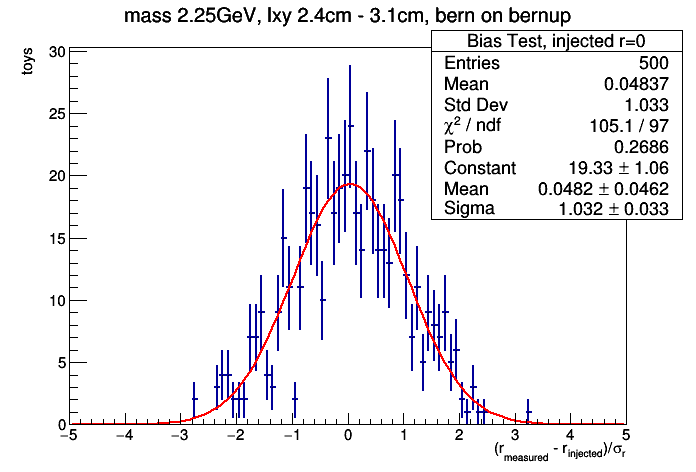 mass 2.25GeV, lxy 2.4cm - 3.1cm, bern on bernup
toys
Bias Test, injected r=0
Entries 500
Mean 0.04837
Std Dev 1.033
χ² / ndf 105.1 / 97
Prob 0.2686
Constant 19.33 ± 1.06
Mean 0.0482 ± 0.0462
Sigma 1.032 ± 0.033
30
25
20
15
10
5
0
−5 −4 −3 −2 −1 0 1 2 3 4 5
(r_measured - r_injected)/σ_r